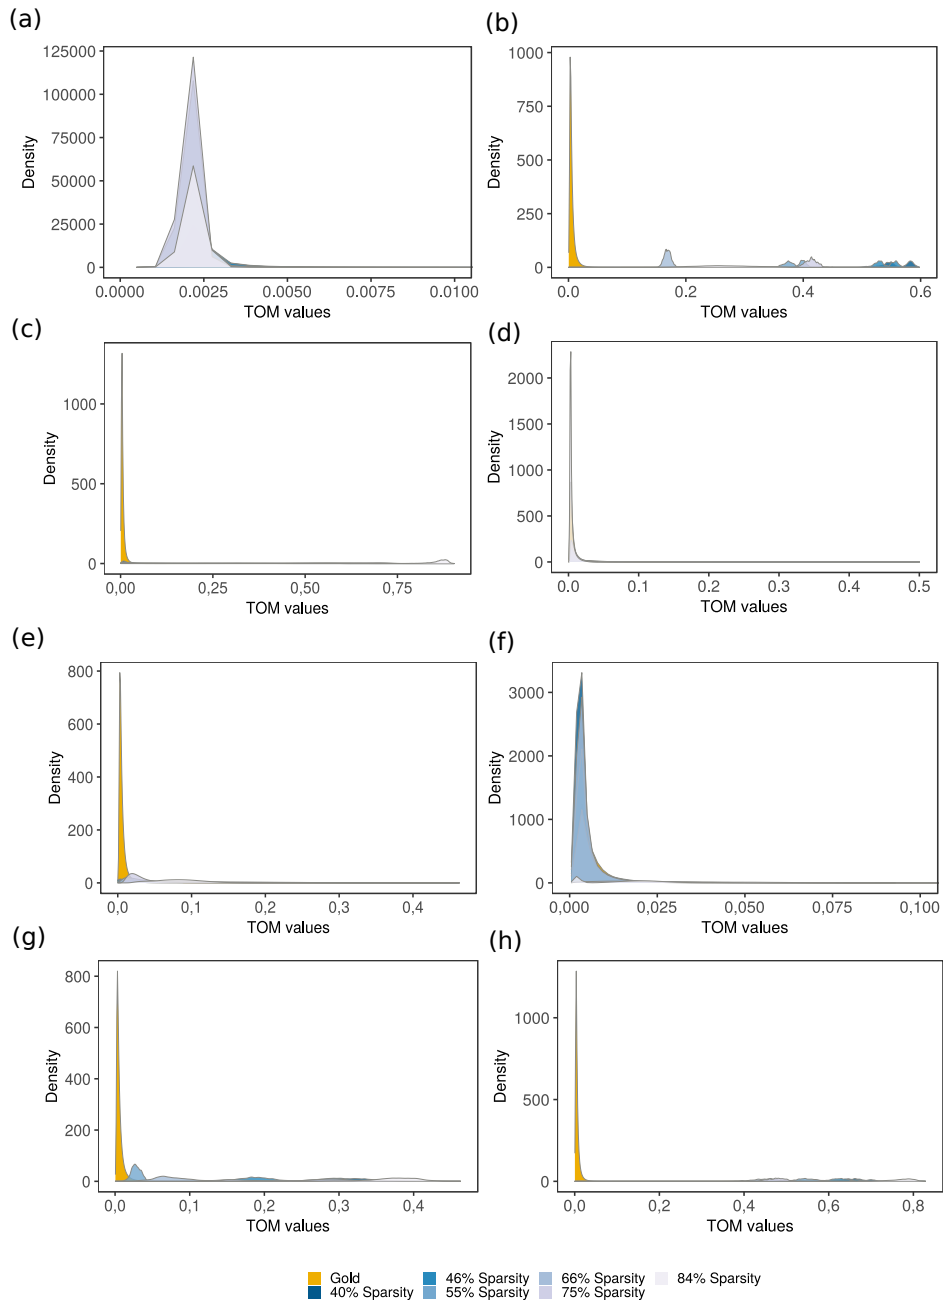 (a)
(b)
125000
100000
75000
50000
25000
0
Density
0.0000 0.0025 0.0050 0.0075 0.0100
TOM values
1000
750
500
250
0
Density
0.0 0.2 0.4 0.6
TOM values
(c)
(d)
1000
500
0
Density
0,00 0,25 0,50 0,75
TOM values
2000
1500
1000
500
0
Density
0.0 0.1 0.2 0.3 0.4 0.5
TOM values
(e)
(f)
800
600
400
200
0
Density
0,0 0,1 0,2 0,3 0,4
TOM values
3000
2000
1000
0
Density
0,000 0,025 0,050 0,075 0,100
TOM values
(g)
(h)
800
600
400
200
0
Density
0,0 0,1 0,2 0,3 0,4
TOM values
1000
500
0
Density
0,0 0,2 0,4 0,6 0,8
TOM values
Gold 46% Sparsity 66% Sparsity 84% Sparsity
40% Sparsity 55% Sparsity 75% Sparsity